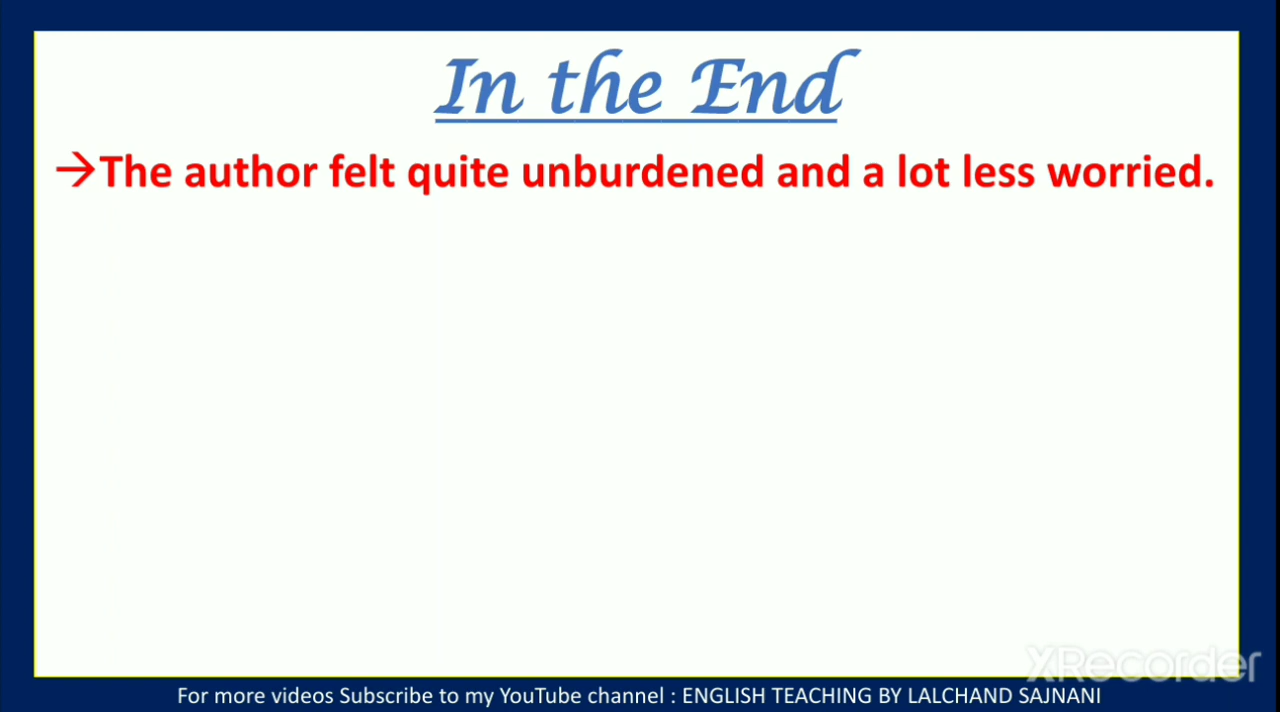 In the End
→The author felt quite unburdened and a lot less worried.
XRecorder
For more videos Subscribe to my YouTube channel : ENGLISH TEACHING BY LALCHAND SAJNANI